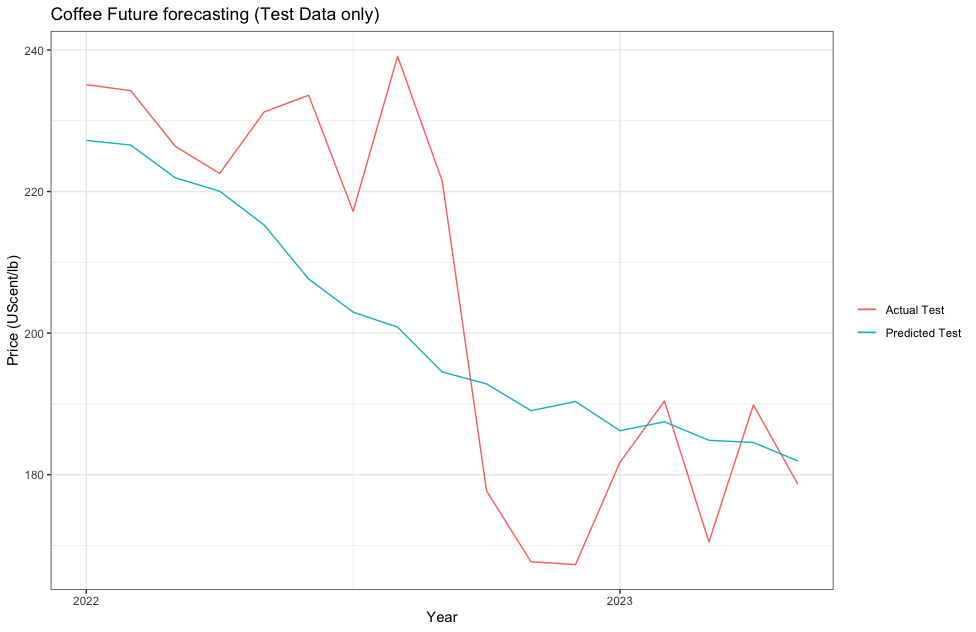 Coffee Future forecasting (Test Data only)
240
220
200
180
Price (UScent/lb)
2022
2023
Year
Actual Test
Predicted Test